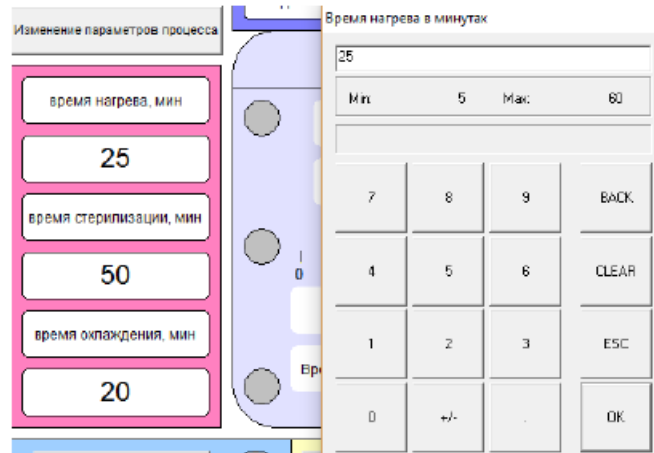 Изменение параметров процесса
время нагрева, мин
25
время стерилизации, мин
50
время охлаждения, мин
20
0
Время нагрева в минутах
25
Min: 5 Max: 60
7 8 9 BACK
4 5 6 CLEAR
1 2 3 ESC
0 +/- . OK